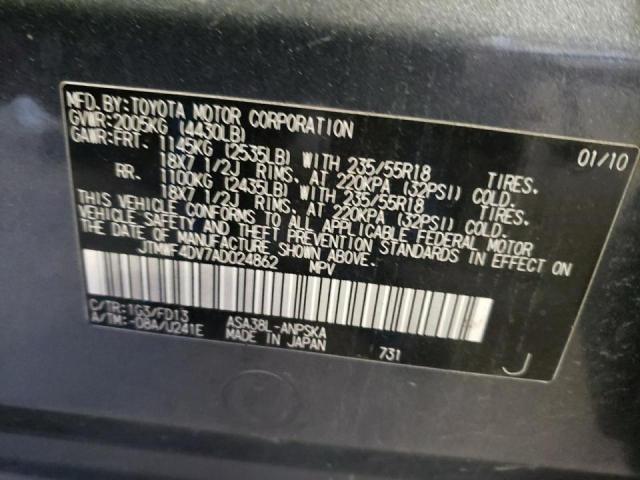 MFD.BY:TOYOTA MOTOR CORPORATION 01/10
GVWR:2005KG (4430LB)
GAWR:FRT. 1145KG (2535LB) WITH 235/55R18 TIRES.
18X7 1/2J RIMS. AT 220KPA (32PSI) COLD.
RR. 1100KG (2435LB) WITH 235/55R18 TIRES.
18X7 1/2J RIMS. AT 220KPA (32PSI) COLD.
THIS VEHICLE CONFORMS TO ALL APPLICABLE FEDERAL MOTOR
VEHICLE SAFETY AND THEFT PREVENTION STANDARDS IN EFFECT ON
THE DATE OF MANUFACTURE SHOWN ABOVE.
JTMWF4DV7AD024862 MPV
C/TR:1G3/FD13 ASA38L-ANPSKA
A/TM:-08A/U241E MADE IN JAPAN 731 J